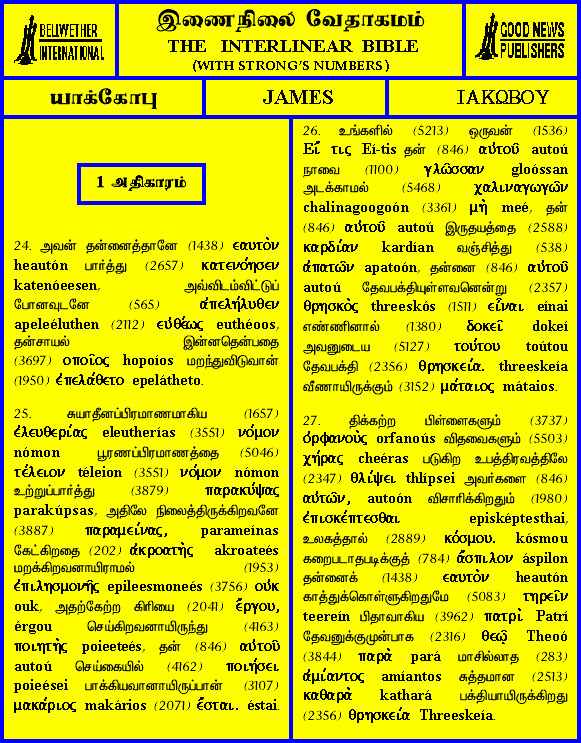 BELLWETHER
INTERNATIONAL
இணைநிலை வேதாகமம்
THE INTERLINEAR BIBLE
(WITH STRONG'S NUMBERS)
GOOD NEWS
PUBLISHERS
யாக்கோபு
JAMES
ΙΑΚΩΒΟΥ
1 அதிகாரம்
24. அவன் தன்னைத்தானே (1438) ἑαυτὸν
heautón பார்த்து (2657) κατενόησεν
katenóeesen, அவ்விடம்விட்டுப்
போனவுடனே (565) ἀπελήλυθεν
apeleéluthen (2112) εὐθέως euthéoos,
தன்சாயல் இன்னதென்பதை
(3697) ὁποῖος hopoíos மறந்துவிடுவான்
(1950) ἐπελάθετο epelátheto.
25. சுயாதீனப்பிரமாணமாகிய (1657)
ἐλευθερίας eleutherías (3551) νόμον
nómon பூரணப்பிரமாணத்தை (5046)
τέλειον téleion (3551) νόμον nómon
உற்றுப்பார்த்து (3879) παρακύψας
parakúpsas, அதிலே நிலைத்திருக்கிறவனே
(3887) παραμείνας, parameínas
கேட்கிறதை (202) ἀκροατὴς akroateés
மறக்கிறவனாயிராமல் (1953)
ἐπιλησμονῆς epileesmoneés (3756) οὐκ
ouk, அதற்கேற்ற கிரியை (2041) ἔργου,
érgou செய்கிறவனாயிருந்து (4163)
ποιητὴς poieeteés, தன் (846) αὐτοῦ
autoú செய்கையில் (4162) ποιήσει
poieései பாக்கியவானாயிருப்பான் (3107)
μακάριος makários (2071) ἔσται. éstai.
26. உங்களில் (5213) ஒருவன் (1536)
Εἴ τις Eí-tis தன் (846) αὐτοῦ autoú
நாவை (1100) γλῶσσαν gloóssan
அடக்காமல் (5468) χαλιναγωγῶν
chalinagoogoón (3361) μὴ meé, தன்
(846) αὐτοῦ autoú இருதயத்தை (2588)
καρδίαν kardían வஞ்சித்து (538)
ἀπατῶν apatoón, தன்னை (846) αὐτοῦ
autoú தேவபக்தியுள்ளவனென்று (2357)
θρησκὸς threeskós (1511) εἶναι eínai
எண்ணினால் (1380) δοκεῖ dokeí
அவனுடைய (5127) τούτου toútou
தேவபக்தி (2356) θρησκεία. threeskeía
வீணாயிருக்கும் (3152) μάταιος mátaios.
27. திக்கற்ற பிள்ளைகளும் (3737)
ὀρφανοὺς orfanoús விதவைகளும் (5503)
χήρας cheéras படுகிற உபத்திரவத்திலே
(2347) θλίψει thlípsei அவர்களை (846)
αὐτῶν, autoón விசாரிக்கிறதும் (1980)
ἐπισκέπτεσθαι episképtesthai,
உலகத்தால் (2889) κόσμου. kósmou
கறைபடாதபடிக்குத் (784) ἄσπιλον áspilon
தன்னைக் (1438) ἑαυτὸν heautón
காத்துக்கொள்ளுகிறதுமே (5083) τηρεῖν
teereín பிதாவாகிய (3962) πατρὶ Patrí
தேவனுக்குமுன்பாக (2316) θεῷ Theoó
(3844) παρὰ pará மாசில்லாத (283)
ἀμίαντος amíantos சுத்தமான (2513)
καθαρὰ kathará பக்தியாயிருக்கிறது
(2356) θρησκεία Threeskeía.